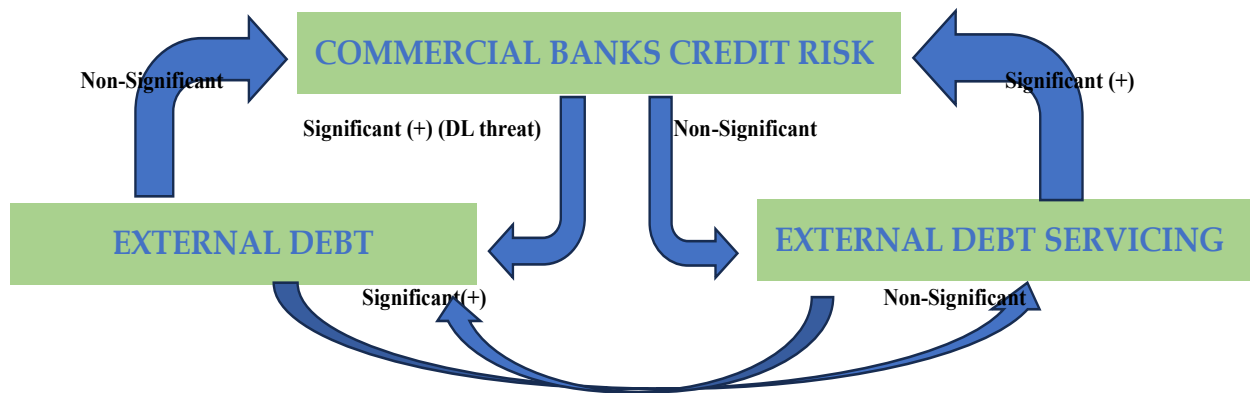 COMMERCIAL BANKS CREDIT RISK
Non-Significant
Significant (+)
Significant (+) (DL threat)
Non-Significant
EXTERNAL DEBT
EXTERNAL DEBT SERVICING
Significant(+)
Non-Significant